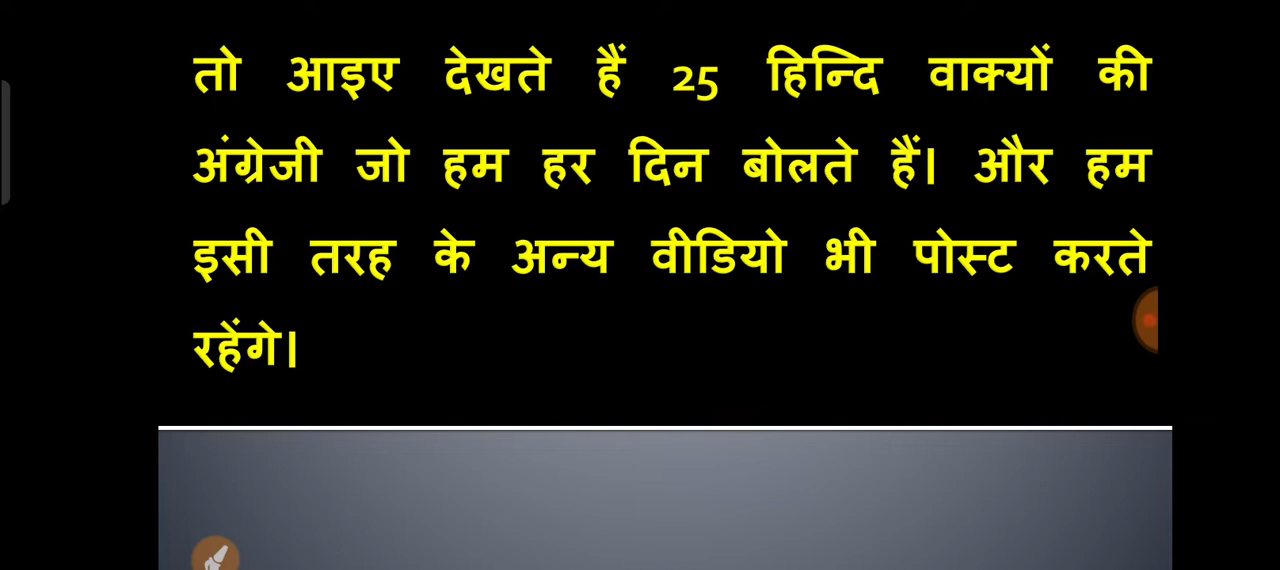 तो आइए देखते हैं 25 हिन्दि वाक्यों की
अंग्रेजी जो हम हर दिन बोलते हैं। और हम
इसी तरह के अन्य वीडियो भी पोस्ट करते
रहेंगे।